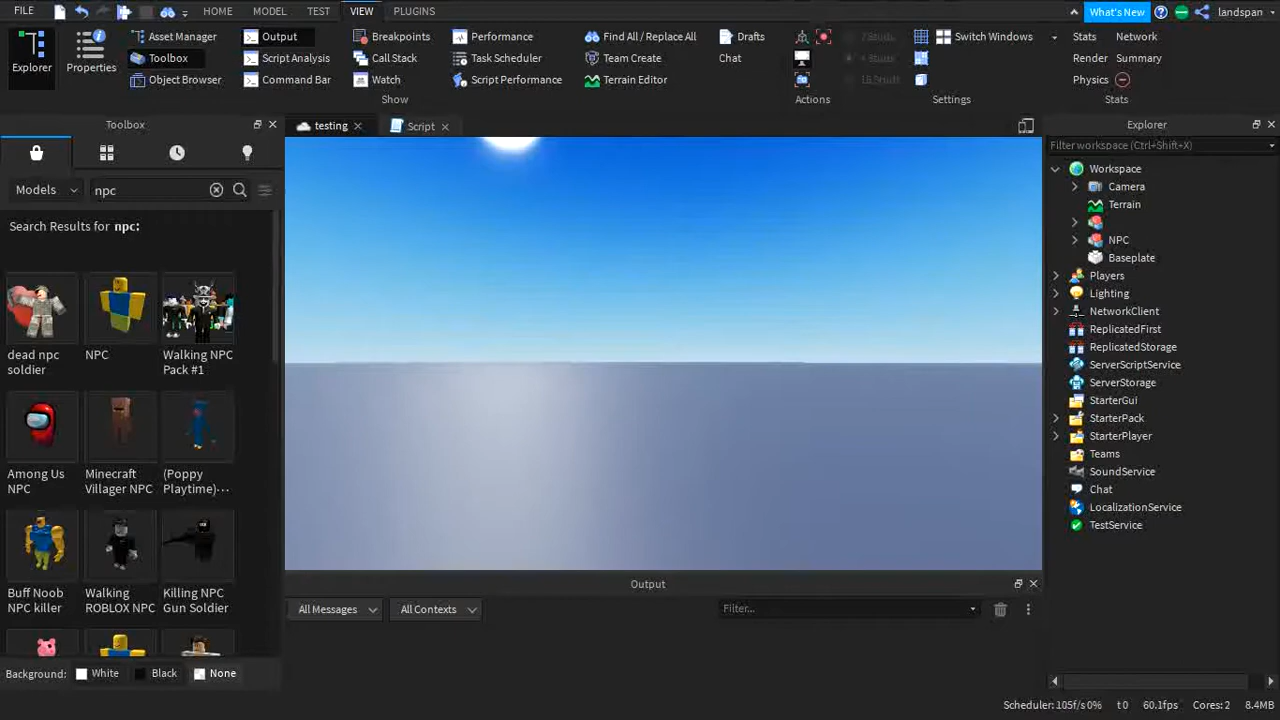 FILE HOME MODEL TEST VIEW PLUGINS What's New landspan
Explorer
Properties
Asset Manager
Toolbox
Object Browser
Output
Script Analysis
Command Bar
Breakpoints
Call Stack
Watch
Performance
Task Scheduler
Script Performance
Find All / Replace All
Team Create
Terrain Editor
Drafts
Chat
Show
Actions
Switch Windows
Settings
Stats Network
Render Summary
Physics
Stats
Toolbox
Models npc
Search Results for npc:
dead npc
soldier
NPC
Walking NPC
Pack #1
Among Us
NPC
Minecraft
Villager NPC
(Poppy
Playtime)...
Buff Noob
NPC killer
Walking
ROBLOX NPC
Killing NPC
Gun Soldier
Background: White Black None
testing Script
Output
All Messages All Contexts Filter...
Explorer
Filter workspace (Ctrl+Shift+X)
Workspace
Camera
Terrain
NPC
Baseplate
Players
Lighting
NetworkClient
ReplicatedFirst
ReplicatedStorage
ServerScriptService
ServerStorage
StarterGui
StarterPack
StarterPlayer
Teams
SoundService
Chat
LocalizationService
TestService
Scheduler: 105f/s0% t 0 60.1fps Cores: 2 8.4MB